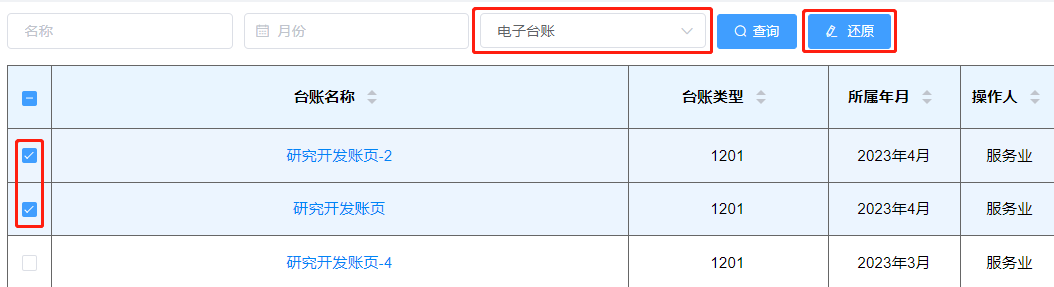 名称 月份 电子台账 查询 还原
台账名称 台账类型 所属年月 操作人
研究开发账页-2 1201 2023年4月 服务业
研究开发账页 1201 2023年4月 服务业
研究开发账页-4 1201 2023年3月 服务业